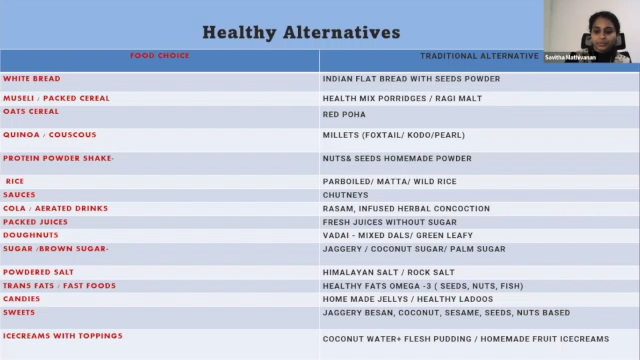 Healthy Alternatives
Savitha Mathivanan
FOOD CHOICE TRADITIONAL ALTERNATIVE
WHITE BREAD INDIAN FLAT BREAD WITH SEEDS POWDER
MUSELI / PACKED CEREAL HEALTH MIX PORRIDGES / RAGI MALT
OATS CEREAL RED POHA
QUINOA / COUSCOUS MILLETS (FOXTAIL/ KODO/PEARL)
PROTEIN POWDER SHAKE- NUTS& SEEDS HOMEMADE POWDER
RICE PARBOILED/ MATTA/ WILD RICE
SAUCES CHUTNEYS
COLA / AERATED DRINKS RASAM, INFUSED HERBAL CONCOCTION
PACKED JUICES FRESH JUICES WITHOUT SUGAR
DOUGHNUTS VADAI - MIXED DALS/ GREEN LEAFY
SUGAR /BROWN SUGAR- JAGGERY / COCONUT SUGAR/ PALM SUGAR
POWDERED SALT HIMALAYAN SALT / ROCK SALT
TRANS FATS / FAST FOODS HEALTHY FATS OMEGA -3 ( SEEDS, NUTS, FISH)
CANDIES HOME MADE JELLYS / HEALTHY LADOOS
SWEETS JAGGERY BESAN, COCONUT, SESAME, SEEDS, NUTS BASED
ICECREAMS WITH TOPPINGS COCONUT WATER+ FLESH PUDDING / HOMEMADE FRUIT ICECREAMS